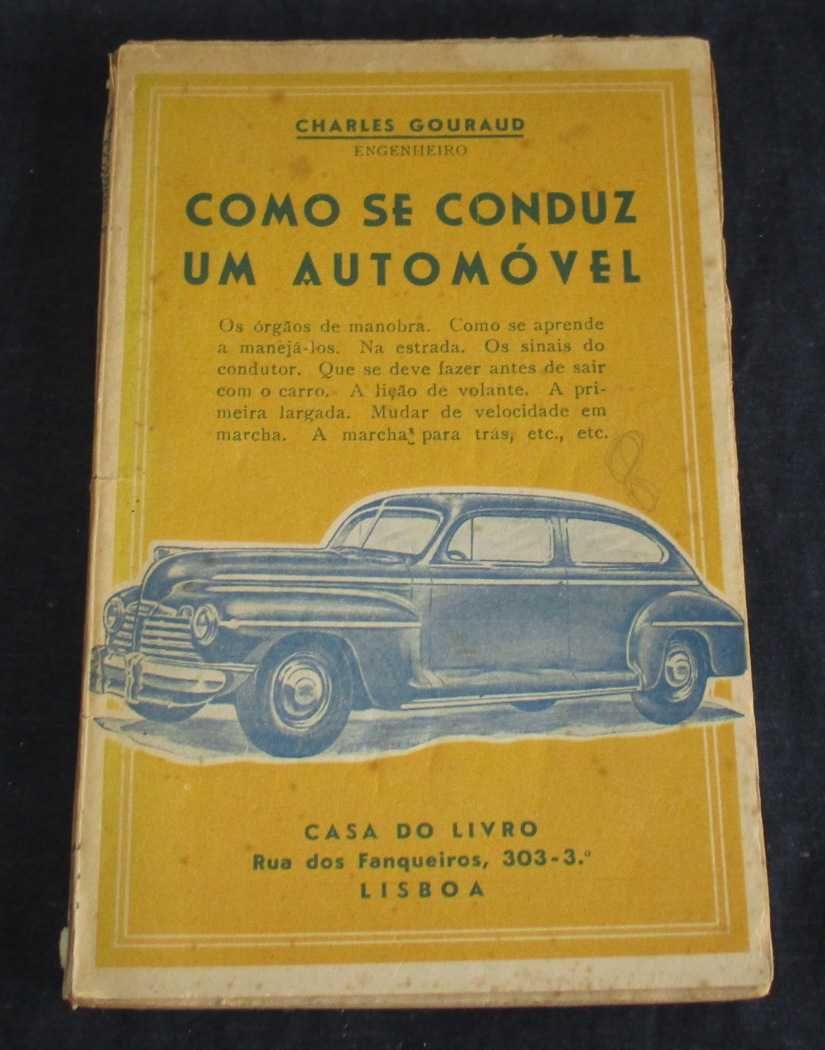 CHARLES GOURAUD
ENGENHEIRO
COMO SE CONDUZ
UM AUTOMÓVEL
Os órgãos de manobra. Como se aprende
a manejá-los. Na estrada. Os sinais do
condutor. Que se deve fazer antes de sair
com o carro. A lição de volante. A pri-
meira largada. Mudar de velocidade em
marcha. A marcha para trás, etc., etc.
CASA DO LIVRO
Rua dos Fanqueiros, 303-3.º
LISBOA